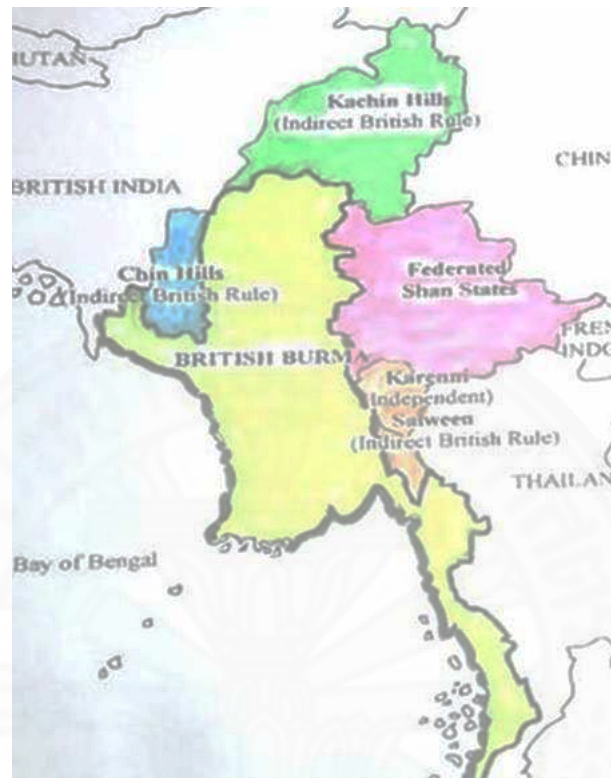 HUTAN
Kachin Hills
(Indirect British Rule)
CHIN
BRITISH INDIA
Chin Hills
(Indirect British Rule)
Federated
Shan States
FREN
INDO
BRITISH BURMA
Karenni
(Independent)
Salween
(Indirect British Rule)
THAILAN
Bay of Bengal